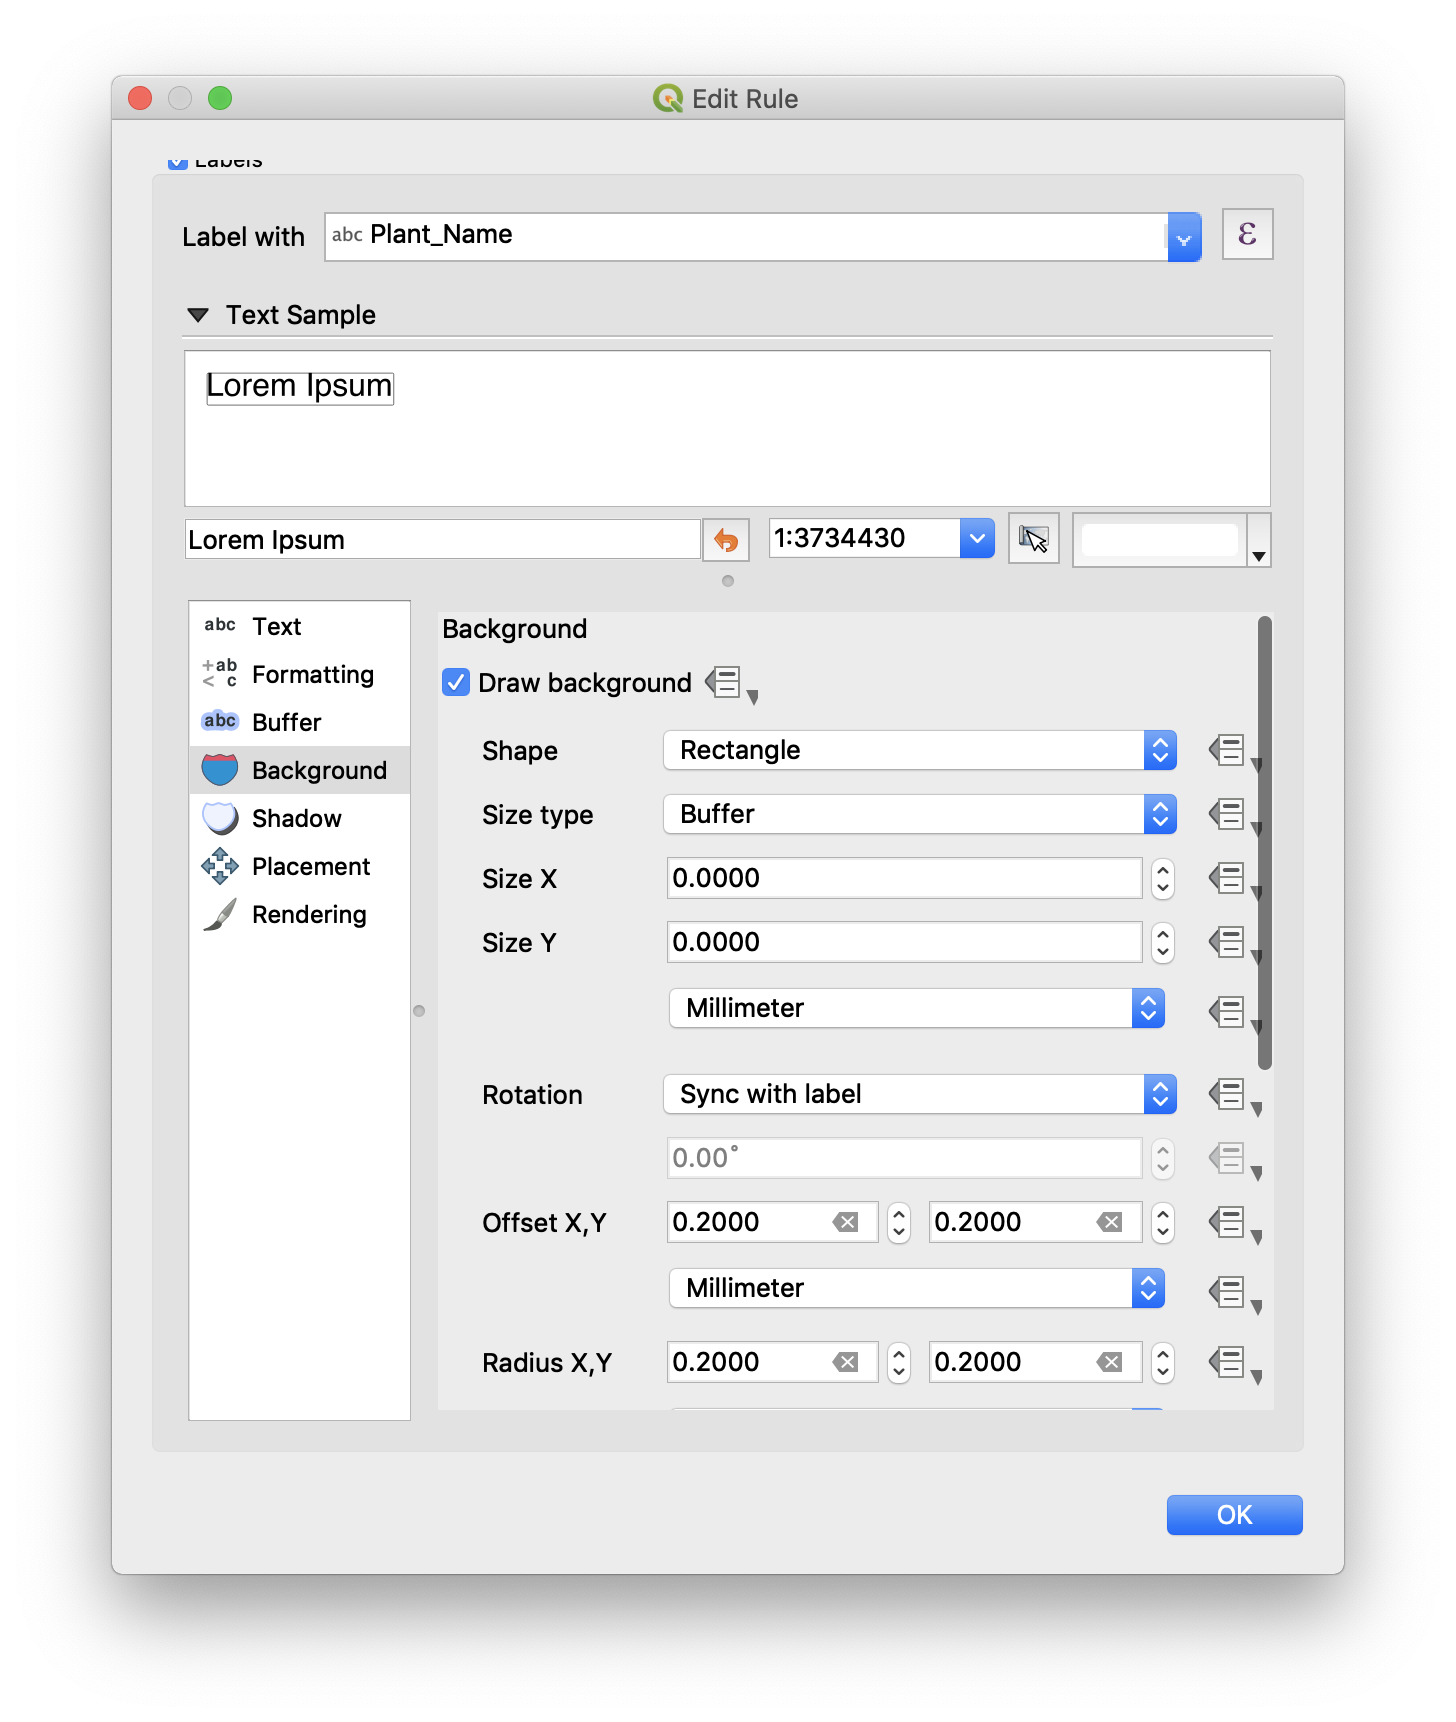 Edit Rule
Labels
Label with abc Plant_Name ε
Text Sample
Lorem Ipsum
Lorem Ipsum 1:3734430
abc Text
+ab
< c Formatting
abc Buffer
Background
Shadow
Placement
Rendering
Background
Draw background
Shape Rectangle
Size type Buffer
Size X 0.0000
Size Y 0.0000
Millimeter
Rotation Sync with label
0.00°
Offset X,Y 0.2000 0.2000
Millimeter
Radius X,Y 0.2000 0.2000
OK